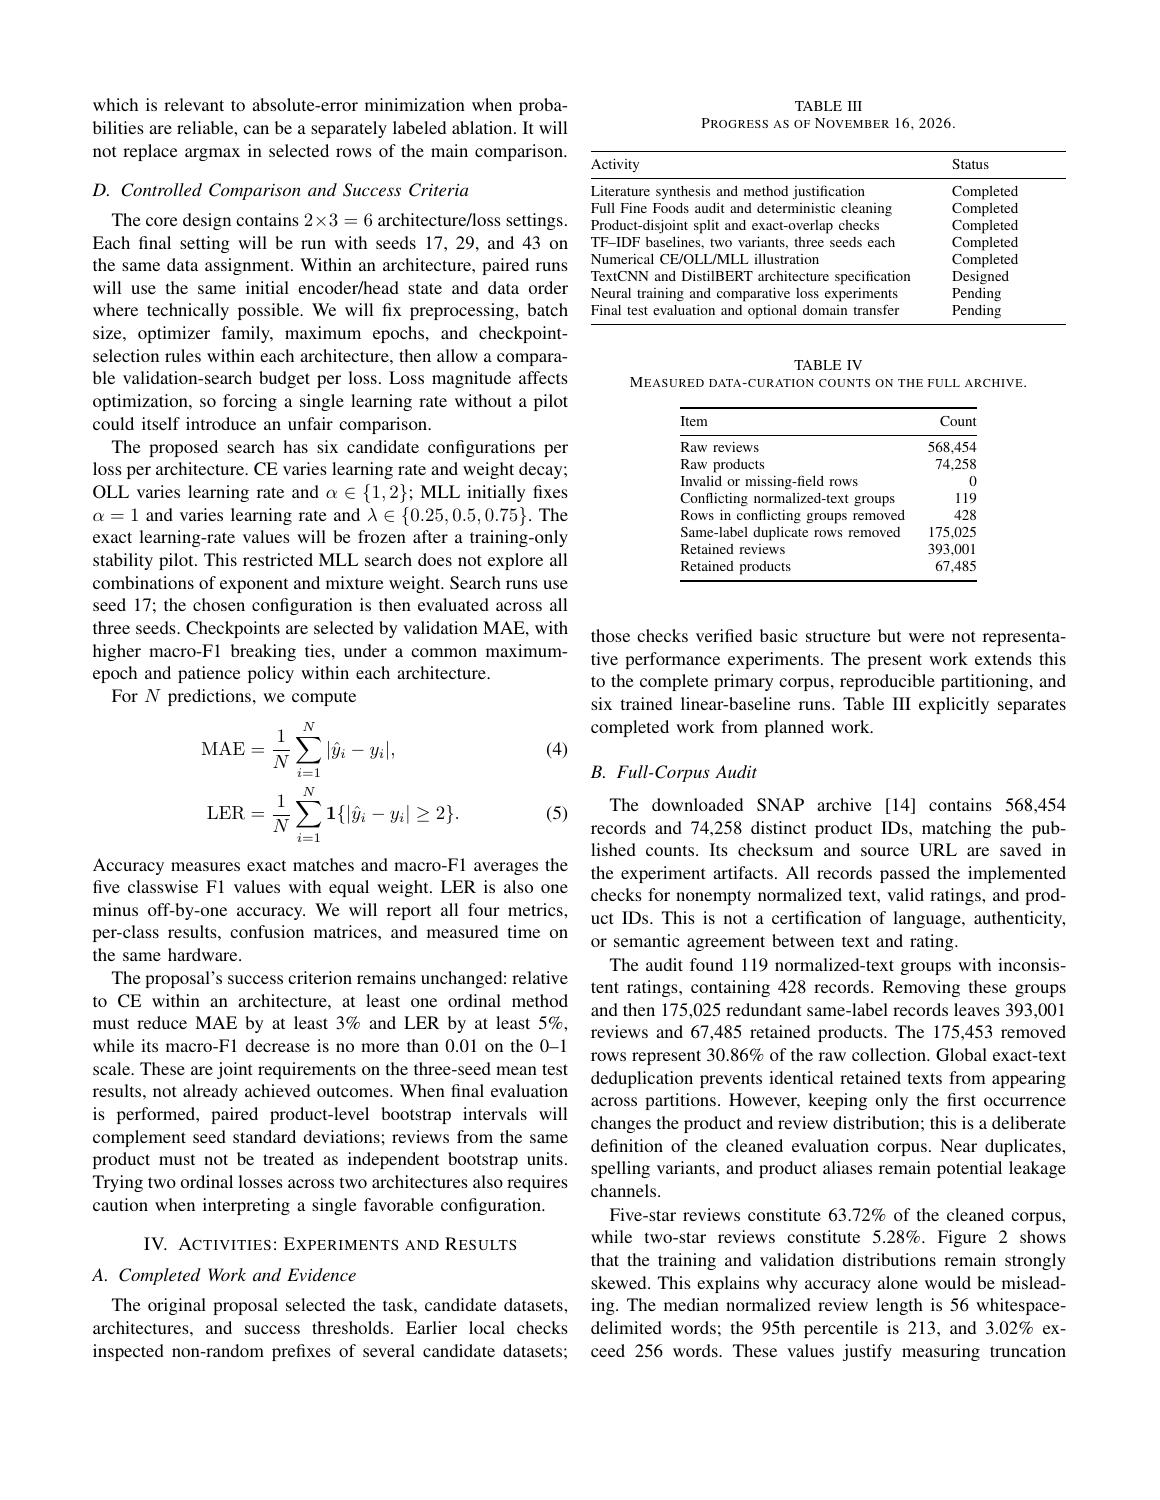 which is relevant to absolute-error minimization when proba-
bilities are reliable, can be a separately labeled ablation. It will
not replace argmax in selected rows of the main comparison.
D. Controlled Comparison and Success Criteria
The core design contains 2×3 = 6 architecture/loss settings.
Each final setting will be run with seeds 17, 29, and 43 on
the same data assignment. Within an architecture, paired runs
will use the same initial encoder/head state and data order
where technically possible. We will fix preprocessing, batch
size, optimizer family, maximum epochs, and checkpoint-
selection rules within each architecture, then allow a compara-
ble validation-search budget per loss. Loss magnitude affects
optimization, so forcing a single learning rate without a pilot
could itself introduce an unfair comparison.
The proposed search has six candidate configurations per
loss per architecture. CE varies learning rate and weight decay;
OLL varies learning rate and α ∈ {1, 2}; MLL initially fixes
α = 1 and varies learning rate and λ ∈ {0.25, 0.5, 0.75}. The
exact learning-rate values will be frozen after a training-only
stability pilot. This restricted MLL search does not explore all
combinations of exponent and mixture weight. Search runs use
seed 17; the chosen configuration is then evaluated across all
three seeds. Checkpoints are selected by validation MAE, with
higher macro-F1 breaking ties, under a common maximum-
epoch and patience policy within each architecture.
For N predictions, we compute
MAE = 1/N ∑_{i=1}^{N} |ŷ_i − y_i|, (4)
LER = 1/N ∑_{i=1}^{N} 1{|ŷ_i − y_i| ≥ 2}. (5)
Accuracy measures exact matches and macro-F1 averages the
five classwise F1 values with equal weight. LER is also one
minus off-by-one accuracy. We will report all four metrics,
per-class results, confusion matrices, and measured time on
the same hardware.
The proposal's success criterion remains unchanged: relative
to CE within an architecture, at least one ordinal method
must reduce MAE by at least 3% and LER by at least 5%,
while its macro-F1 decrease is no more than 0.01 on the 0–1
scale. These are joint requirements on the three-seed mean test
results, not already achieved outcomes. When final evaluation
is performed, paired product-level bootstrap intervals will
complement seed standard deviations; reviews from the same
product must not be treated as independent bootstrap units.
Trying two ordinal losses across two architectures also requires
caution when interpreting a single favorable configuration.
IV. ACTIVITIES: EXPERIMENTS AND RESULTS
A. Completed Work and Evidence
The original proposal selected the task, candidate datasets,
architectures, and success thresholds. Earlier local checks
inspected non-random prefixes of several candidate datasets;
TABLE III
PROGRESS AS OF NOVEMBER 16, 2026.
Activity Status
Literature synthesis and method justification Completed
Full Fine Foods audit and deterministic cleaning Completed
Product-disjoint split and exact-overlap checks Completed
TF–IDF baselines, two variants, three seeds each Completed
Numerical CE/OLL/MLL illustration Completed
TextCNN and DistilBERT architecture specification Designed
Neural training and comparative loss experiments Pending
Final test evaluation and optional domain transfer Pending
TABLE IV
MEASURED DATA-CURATION COUNTS ON THE FULL ARCHIVE.
Item Count
Raw reviews 568,454
Raw products 74,258
Invalid or missing-field rows 0
Conflicting normalized-text groups 119
Rows in conflicting groups removed 428
Same-label duplicate rows removed 175,025
Retained reviews 393,001
Retained products 67,485
those checks verified basic structure but were not representa-
tive performance experiments. The present work extends this
to the complete primary corpus, reproducible partitioning, and
six trained linear-baseline runs. Table III explicitly separates
completed work from planned work.
B. Full-Corpus Audit
The downloaded SNAP archive [14] contains 568,454
records and 74,258 distinct product IDs, matching the pub-
lished counts. Its checksum and source URL are saved in
the experiment artifacts. All records passed the implemented
checks for nonempty normalized text, valid ratings, and prod-
uct IDs. This is not a certification of language, authenticity,
or semantic agreement between text and rating.
The audit found 119 normalized-text groups with inconsis-
tent ratings, containing 428 records. Removing these groups
and then 175,025 redundant same-label records leaves 393,001
reviews and 67,485 retained products. The 175,453 removed
rows represent 30.86% of the raw collection. Global exact-text
deduplication prevents identical retained texts from appearing
across partitions. However, keeping only the first occurrence
changes the product and review distribution; this is a deliberate
definition of the cleaned evaluation corpus. Near duplicates,
spelling variants, and product aliases remain potential leakage
channels.
Five-star reviews constitute 63.72% of the cleaned corpus,
while two-star reviews constitute 5.28%. Figure 2 shows
that the training and validation distributions remain strongly
skewed. This explains why accuracy alone would be mislead-
ing. The median normalized review length is 56 whitespace-
delimited words; the 95th percentile is 213, and 3.02% ex-
ceed 256 words. These values justify measuring truncation